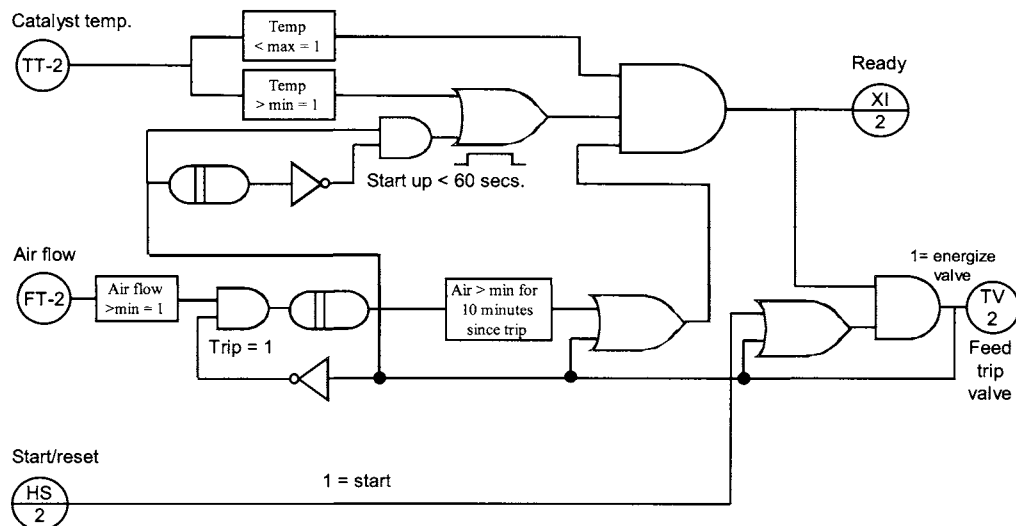 Catalyst temp.
TT-2
Temp
< max = 1
Temp
> min = 1
Ready
XI
2
Start up < 60 secs.
Air flow
FT-2
Air flow
>min = 1
Trip = 1
Air > min for
10 minutes
since trip
1= energize
valve
TV
2
Feed
trip
valve
Start/reset
HS
2
1 = start